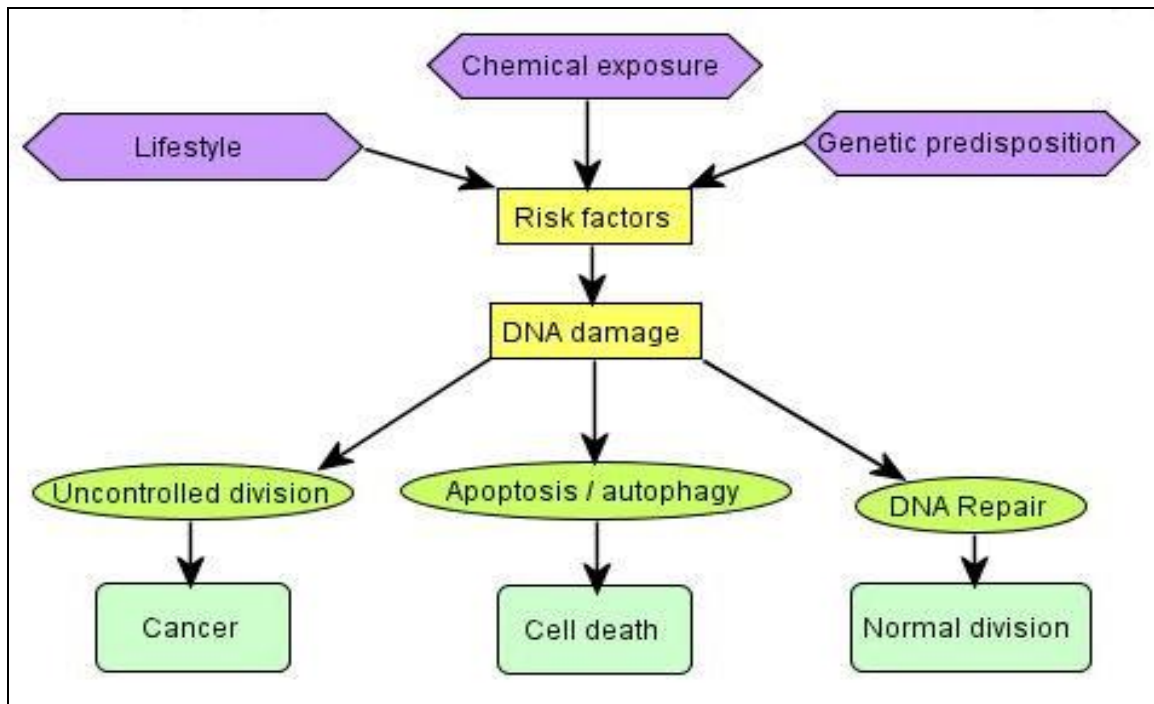 Chemical exposure
Lifestyle
Genetic predisposition
Risk factors
DNA damage
Uncontrolled division
Apoptosis / autophagy
DNA Repair
Cancer
Cell death
Normal division